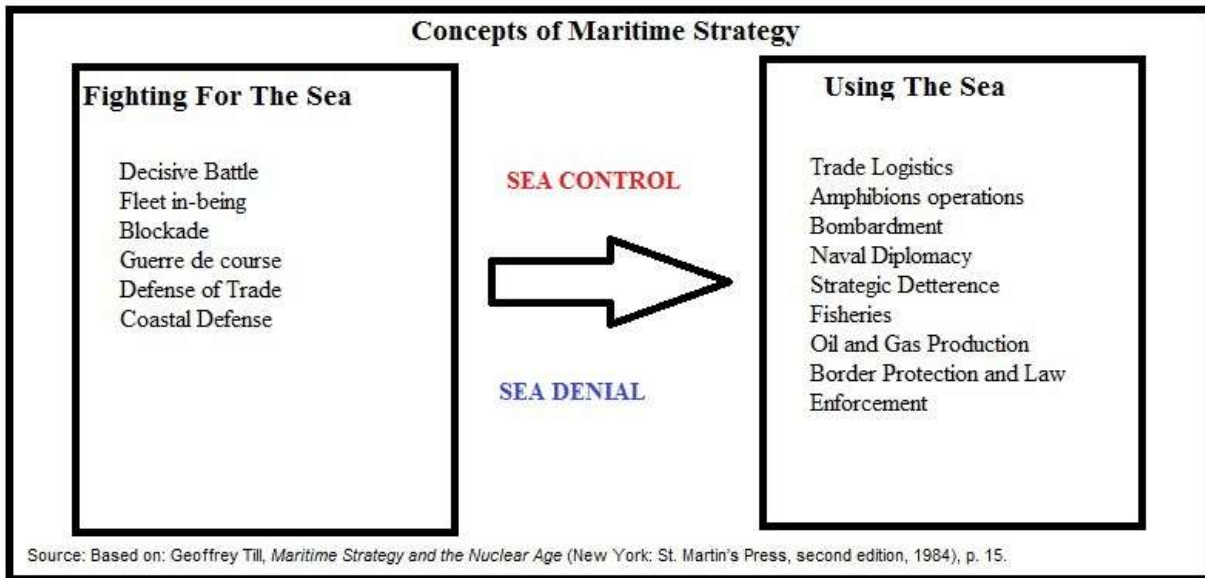 Concepts of Maritime Strategy
Fighting For The Sea
Decisive Battle
Fleet in-being
Blockade
Guerre de course
Defense of Trade
Coastal Defense
SEA CONTROL
SEA DENIAL
Using The Sea
Trade Logistics
Amphibions operations
Bombardment
Naval Diplomacy
Strategic Detterence
Fisheries
Oil and Gas Production
Border Protection and Law
Enforcement
Source: Based on: Geoffrey Till, Maritime Strategy and the Nuclear Age (New York: St. Martin's Press, second edition, 1984), p. 15.